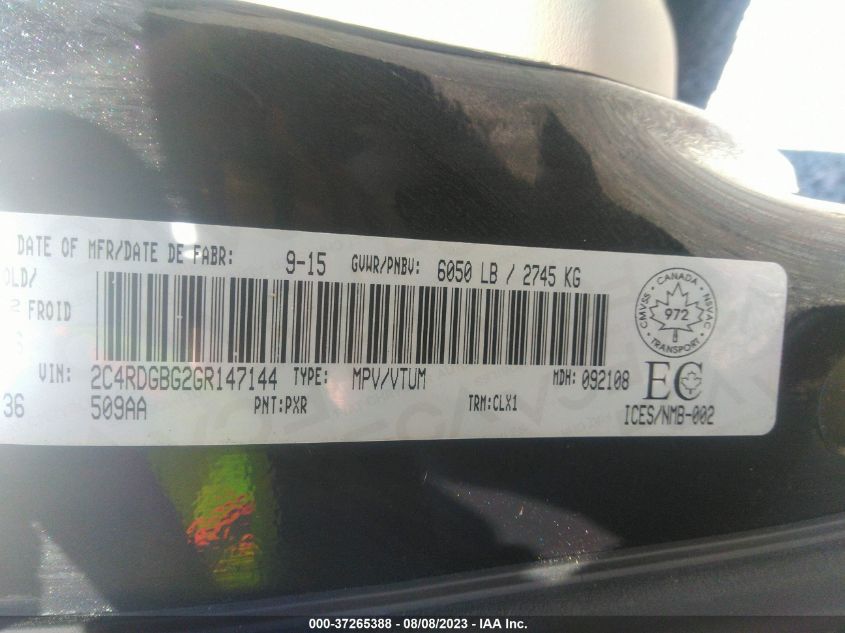 DATE OF MFR/DATE DE FABR: 9-15 GVWR/PNBV: 6050 LB / 2745 KG
OLD/
² FROID
VIN: 2C4RDGBG2GR147144 TYPE: MPV/VTUM MDH: 092108
36 509AA PNT:PXR TRM:CLX1
CMVSS • CANADA • NSVAC • TRANSPORT •
972
EC
ICES/NMB-002
000-37265388 - 08/08/2023 - IAA Inc.